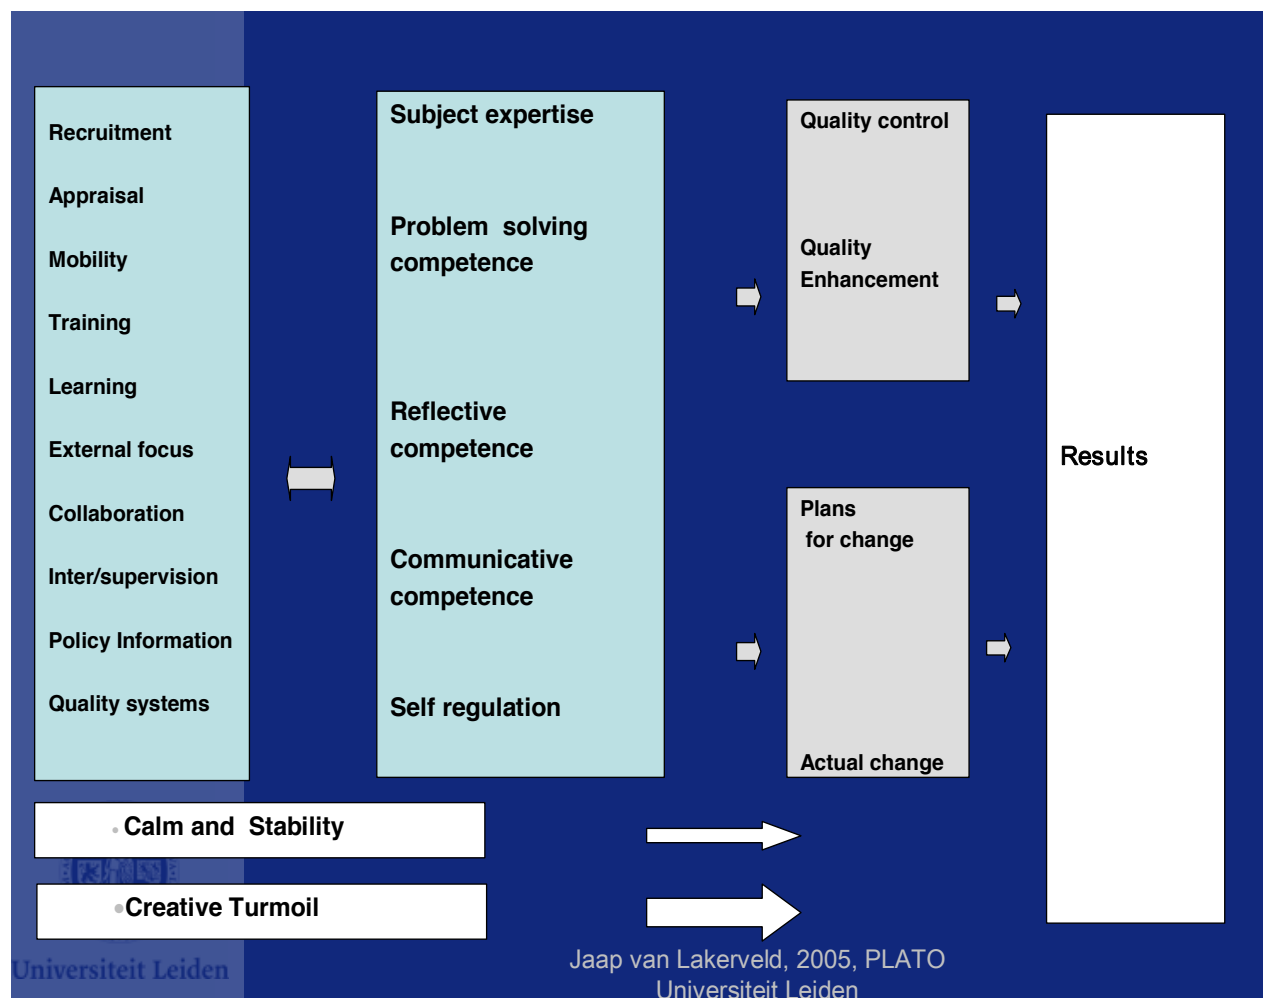 Recruitment
Appraisal
Mobility
Training
Learning
External focus
Collaboration
Inter/supervision
Policy Information
Quality systems
Subject expertise
Problem solving
competence
Reflective
competence
Communicative
competence
Self regulation
Quality control
Quality
Enhancement
Plans
for change
Actual change
Results
• Calm and Stability
•Creative Turmoil
Universiteit Leiden
Jaap van Lakerveld, 2005, PLATO
Universiteit Leiden